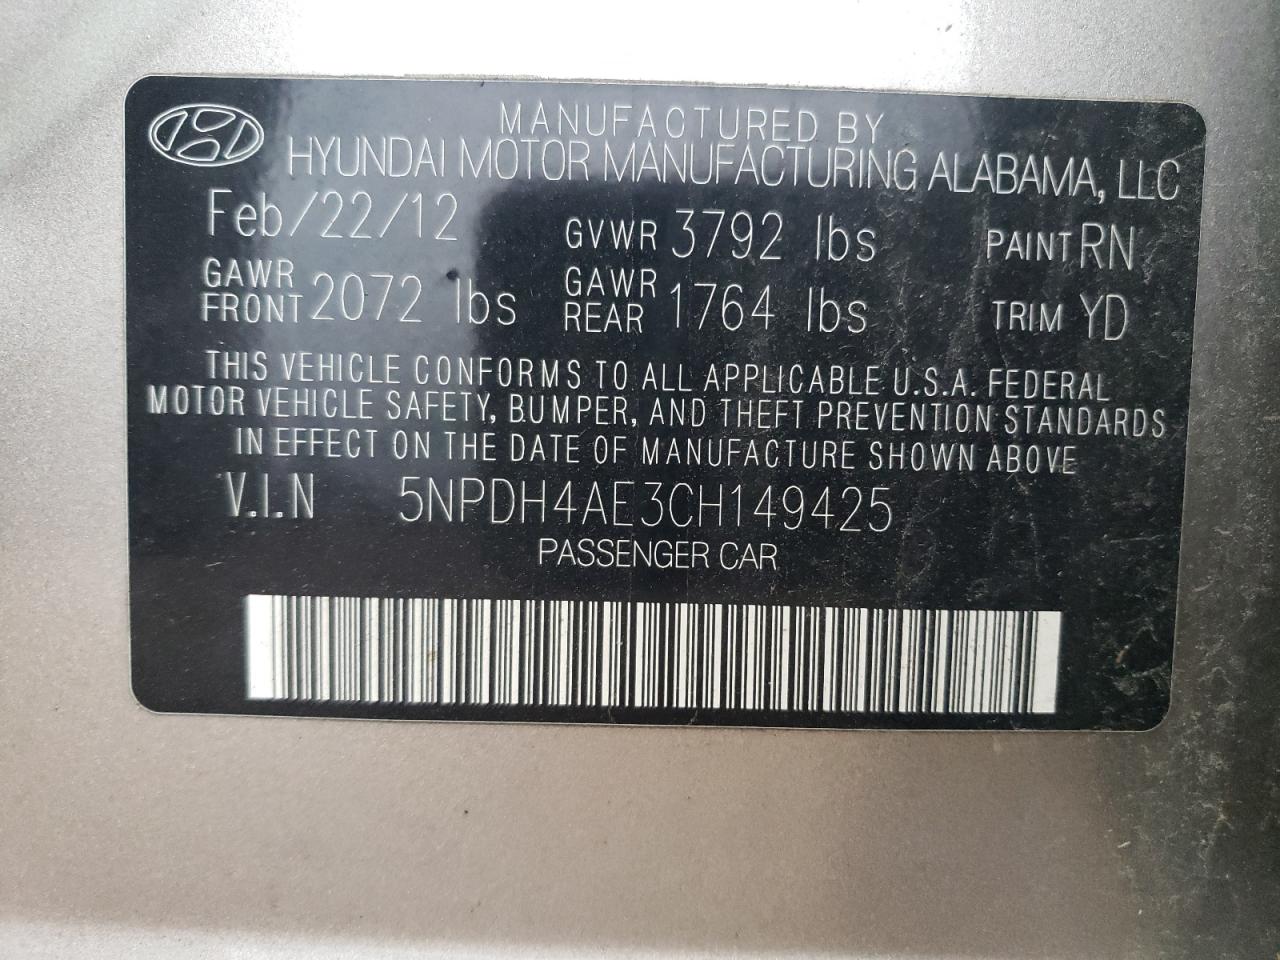 MANUFACTURED BY
HYUNDAI MOTOR MANUFACTURING ALABAMA, LLC
Feb/22/12 GVWR 3792 lbs PAINT RN
GAWR FRONT 2072 lbs GAWR REAR 1764 lbs TRIM YD
THIS VEHICLE CONFORMS TO ALL APPLICABLE U.S.A. FEDERAL
MOTOR VEHICLE SAFETY, BUMPER, AND THEFT PREVENTION STANDARDS
IN EFFECT ON THE DATE OF MANUFACTURE SHOWN ABOVE
V.I.N 5NPDH4AE3CH149425
PASSENGER CAR